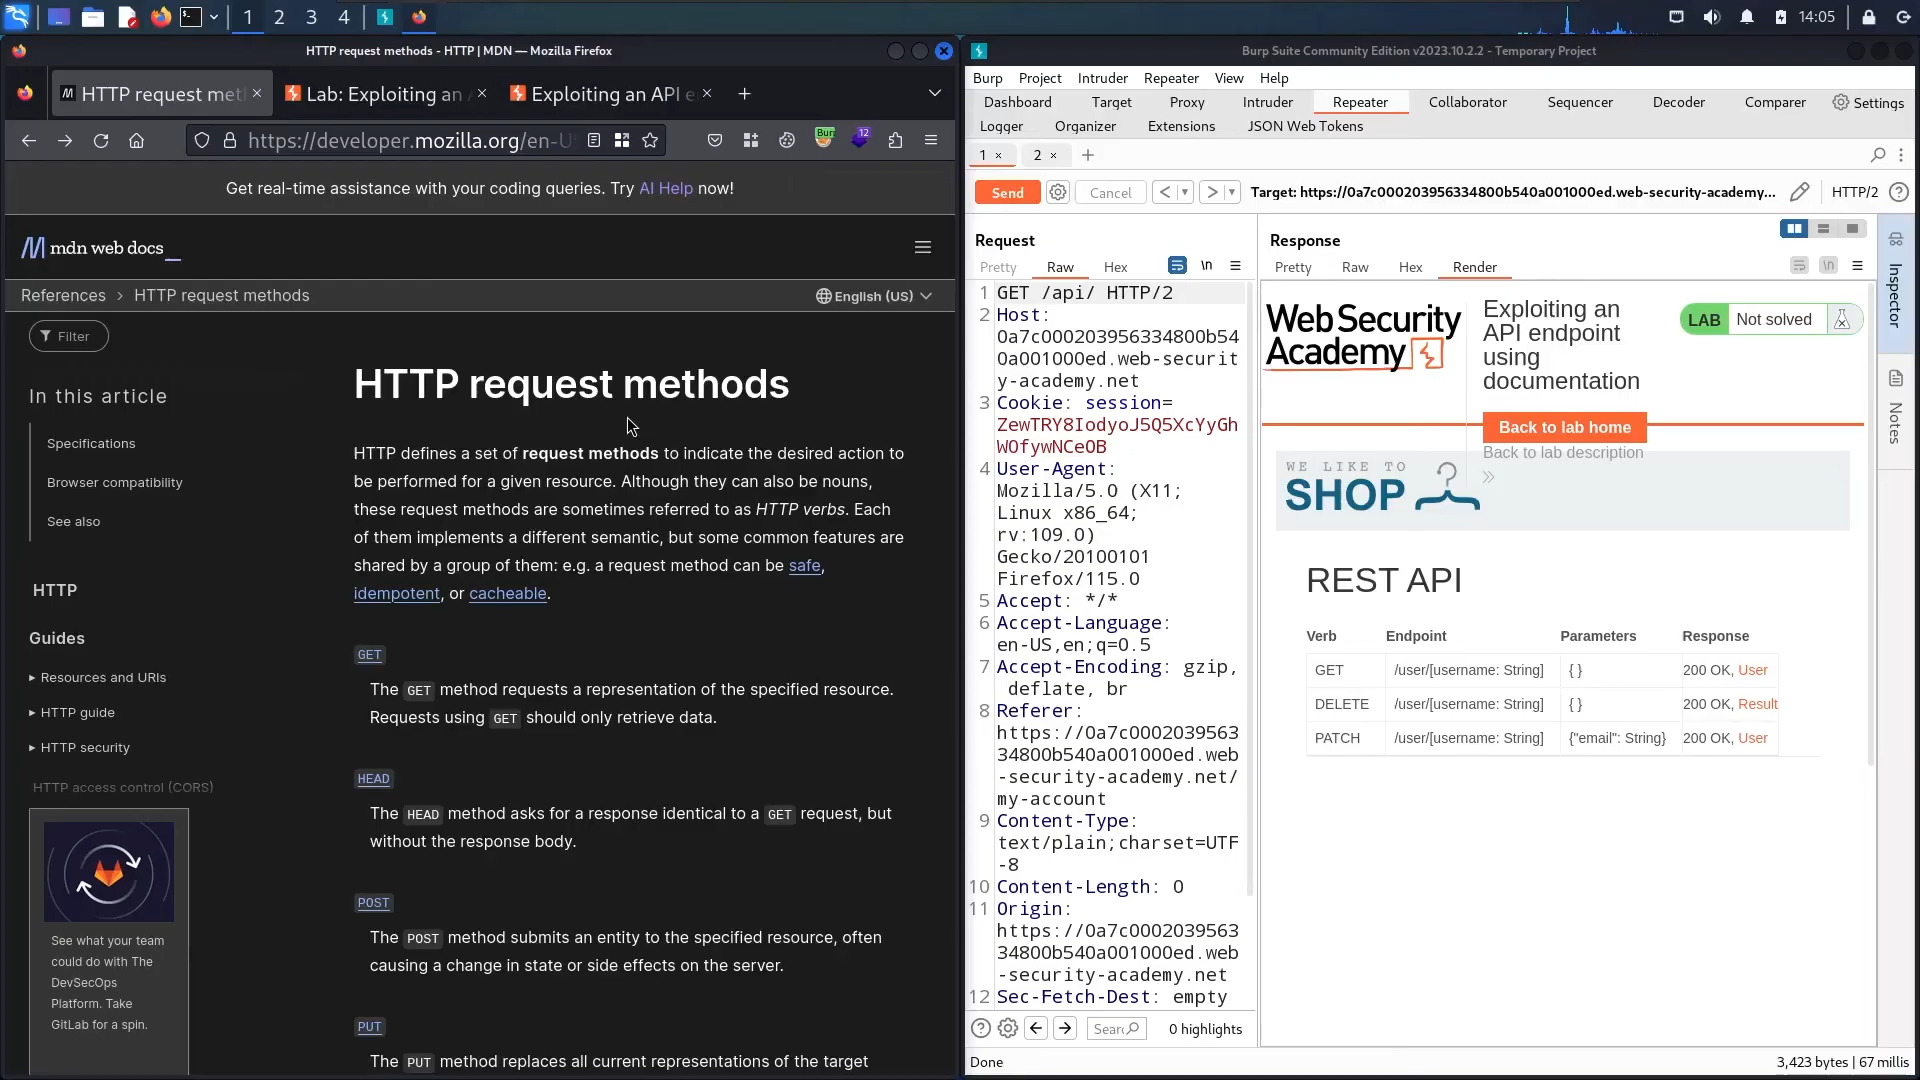 1 2 3 4
14:05
HTTP request methods - HTTP | MDN — Mozilla Firefox
HTTP request met
Lab: Exploiting an
Exploiting an API e
https://developer.mozilla.org/en-U
Burp
12
Get real-time assistance with your coding queries. Try AI Help now!
mdn web docs
References › HTTP request methods
English (US)
Filter
In this article
Specifications
Browser compatibility
See also
HTTP
Guides
Resources and URIs
HTTP guide
HTTP security
HTTP access control (CORS)
See what your team
could do with The
DevSecOps
Platform. Take
GitLab for a spin.
HTTP request methods
HTTP defines a set of request methods to indicate the desired action to
be performed for a given resource. Although they can also be nouns,
these request methods are sometimes referred to as HTTP verbs. Each
of them implements a different semantic, but some common features are
shared by a group of them: e.g. a request method can be safe,
idempotent, or cacheable.
GET
The GET method requests a representation of the specified resource.
Requests using GET should only retrieve data.
HEAD
The HEAD method asks for a response identical to a GET request, but
without the response body.
POST
The POST method submits an entity to the specified resource, often
causing a change in state or side effects on the server.
PUT
The PUT method replaces all current representations of the target
Burp Suite Community Edition v2023.10.2.2 - Temporary Project
Burp Project Intruder Repeater View Help
Dashboard Target Proxy Intruder Repeater Collaborator Sequencer Decoder Comparer Settings
Logger Organizer Extensions JSON Web Tokens
1 × 2 × +
Send Cancel < > Target: https://0a7c000203956334800b540a001000ed.web-security-academy... HTTP/2
Request
Pretty Raw Hex \n
1 GET /api/ HTTP/2
2 Host:
0a7c000203956334800b54
0a001000ed.web-securit
y-academy.net
3 Cookie: session=
ZewTRY8IodyoJ5Q5XcYyGh
WOfywNCeOB
4 User-Agent:
Mozilla/5.0 (X11;
Linux x86_64;
rv:109.0)
Gecko/20100101
Firefox/115.0
5 Accept: */*
6 Accept-Language:
en-US,en;q=0.5
7 Accept-Encoding: gzip,
deflate, br
8 Referer:
https://0a7c0002039563
34800b540a001000ed.web
-security-academy.net/
my-account
9 Content-Type:
text/plain;charset=UTF
-8
10 Content-Length: 0
11 Origin:
https://0a7c0002039563
34800b540a001000ed.web
-security-academy.net
12 Sec-Fetch-Dest: empty
0 highlights
Response
Pretty Raw Hex Render \n
Web Security
Academy
Exploiting an
API endpoint
using
documentation
LAB Not solved
Back to lab home
Back to lab description
WE LIKE TO
SHOP
REST API
Verb Endpoint Parameters Response
GET /user/[username: String] { } 200 OK, User
DELETE /user/[username: String] { } 200 OK, Result
PATCH /user/[username: String] {"email": String} 200 OK, User
Inspector
Notes
Done
3,423 bytes | 67 millis